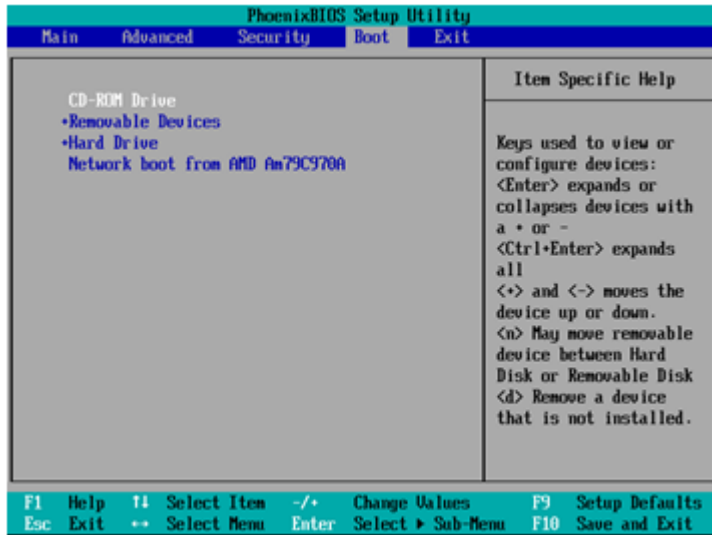 PhoenixBIOS Setup Utility
Main Advanced Security Boot Exit
CD-ROM Drive
+Removable Devices
+Hard Drive
Network boot from AMD Am79C970A
Item Specific Help
Keys used to view or
configure devices:
<Enter> expands or
collapses devices with
a + or -
<Ctrl+Enter> expands
all
<+> and <-> moves the
device up or down.
<n> May move removable
device between Hard
Disk or Removable Disk
<d> Remove a device
that is not installed.
F1 Help ↑↓ Select Item -/+ Change Values F9 Setup Defaults
Esc Exit ↔ Select Menu Enter Select ▶ Sub-Menu F10 Save and Exit